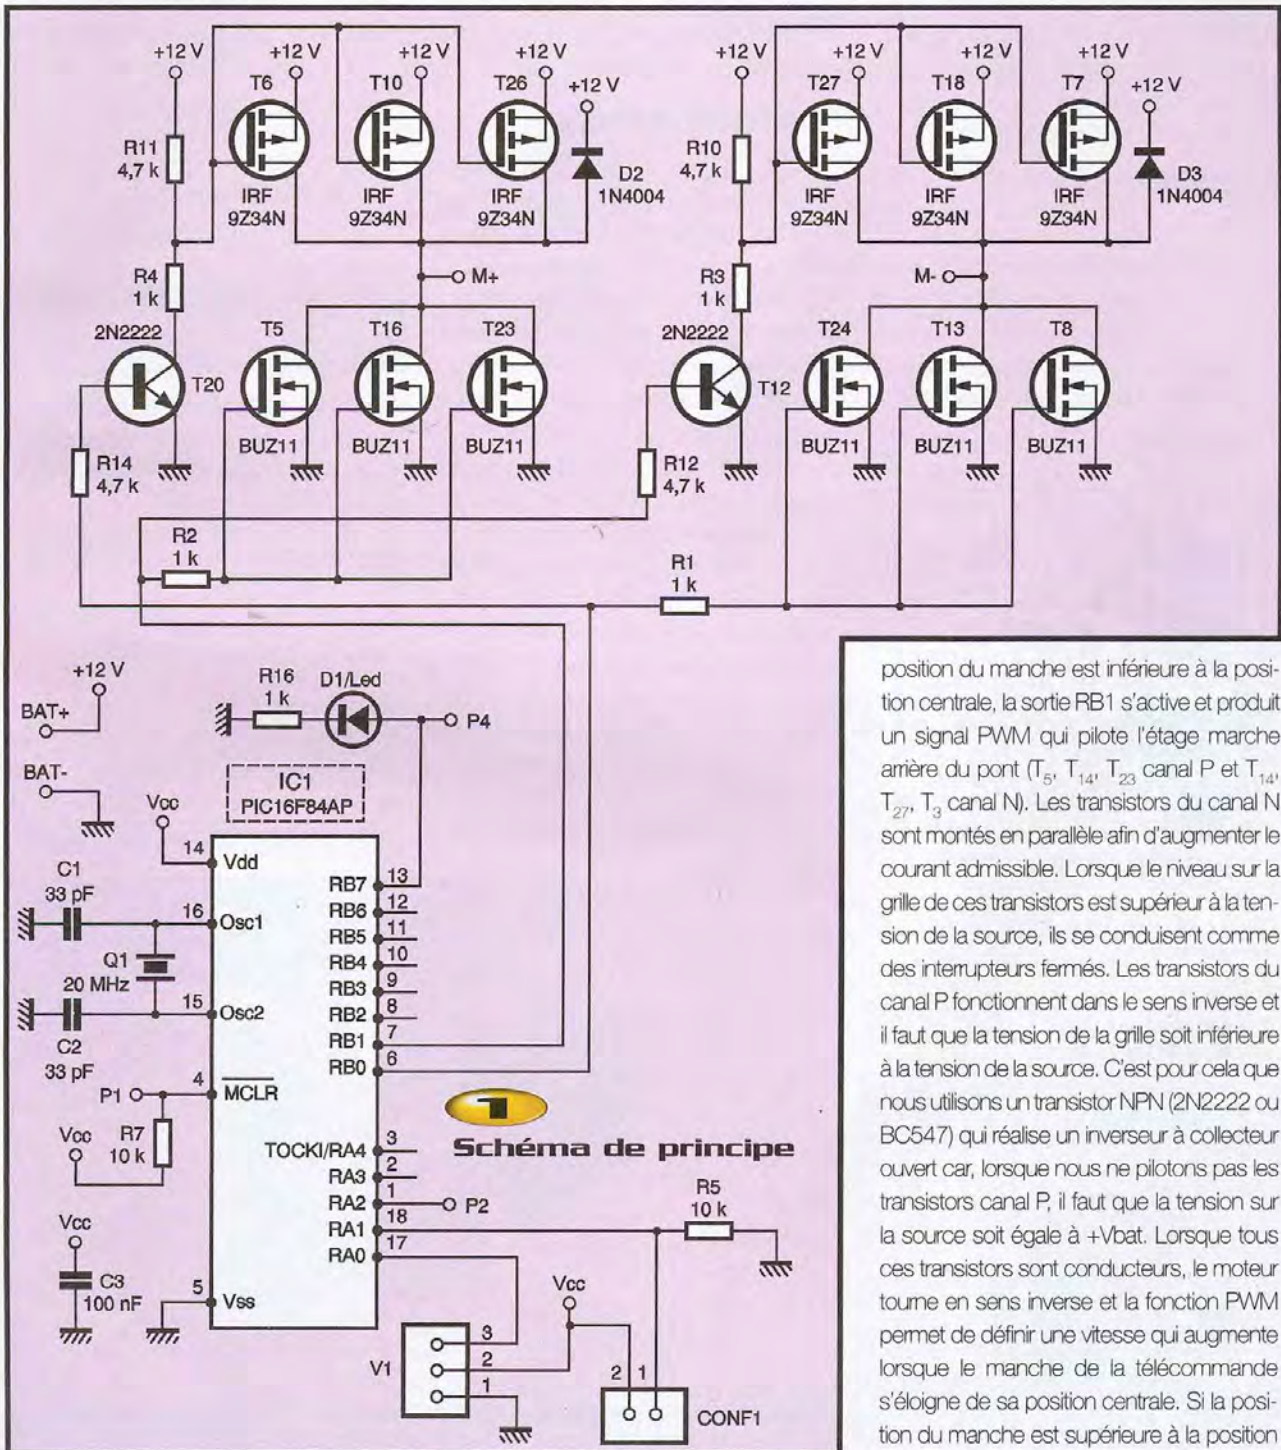 +12 V
+12 V
+12 V
+12 V
+12 V
+12 V
+12 V
+12 V
+12 V
+12 V
T6
T10
T26
T27
T18
T7
R11
4,7 k
D2
1N4004
R10
4,7 k
D3
1N4004
IRF
9Z34N
IRF
9Z34N
IRF
9Z34N
IRF
9Z34N
IRF
9Z34N
IRF
9Z34N
R4
1 k
M+
R3
1 k
M-
2N2222
T5
T16
T23
2N2222
T24
T13
T8
T20
T12
BUZ11
BUZ11
BUZ11
BUZ11
BUZ11
BUZ11
R14
4,7 k
R12
4,7 k
R2
1 k
R1
1 k
+12 V
BAT+
BAT-
R16
1 k
D1/Led
P4
IC1
PIC16F84AP
Vcc
14
Vdd
C1
33 pF
16
Osc1
Q1
20 MHz
15
Osc2
C2
33 pF
P1
4
MCLR
Vcc
R7
10 k
Vcc
C3
100 nF
5
Vss
RB7
13
RB6
12
RB5
11
RB4
10
RB3
9
RB2
8
RB1
7
RB0
6
TOCKI/RA4
3
RA3
2
RA2
1
P2
RA1
18
RA0
17
1
Schéma de principe
R5
10 k
Vcc
V1
3
2
1
2
1
CONF1
position du manche est inférieure à la posi-
tion centrale, la sortie RB1 s'active et produit
un signal PWM qui pilote l'étage marche
arrière du pont (T5, T14, T23 canal P et T14,
T27, T3 canal N). Les transistors du canal N
sont montés en parallèle afin d'augmenter le
courant admissible. Lorsque le niveau sur la
grille de ces transistors est supérieur à la ten-
sion de la source, ils se conduisent comme
des interrupteurs fermés. Les transistors du
canal P fonctionnent dans le sens inverse et
il faut que la tension de la grille soit inférieure
à la tension de la source. C'est pour cela que
nous utilisons un transistor NPN (2N2222 ou
BC547) qui réalise un inverseur à collecteur
ouvert car, lorsque nous ne pilotons pas les
transistors canal P, il faut que la tension sur
la source soit égale à +Vbat. Lorsque tous
ces transistors sont conducteurs, le moteur
tourne en sens inverse et la fonction PWM
permet de définir une vitesse qui augmente
lorsque le manche de la télécommande
s'éloigne de sa position centrale. Si la posi-
tion du manche est supérieure à la position